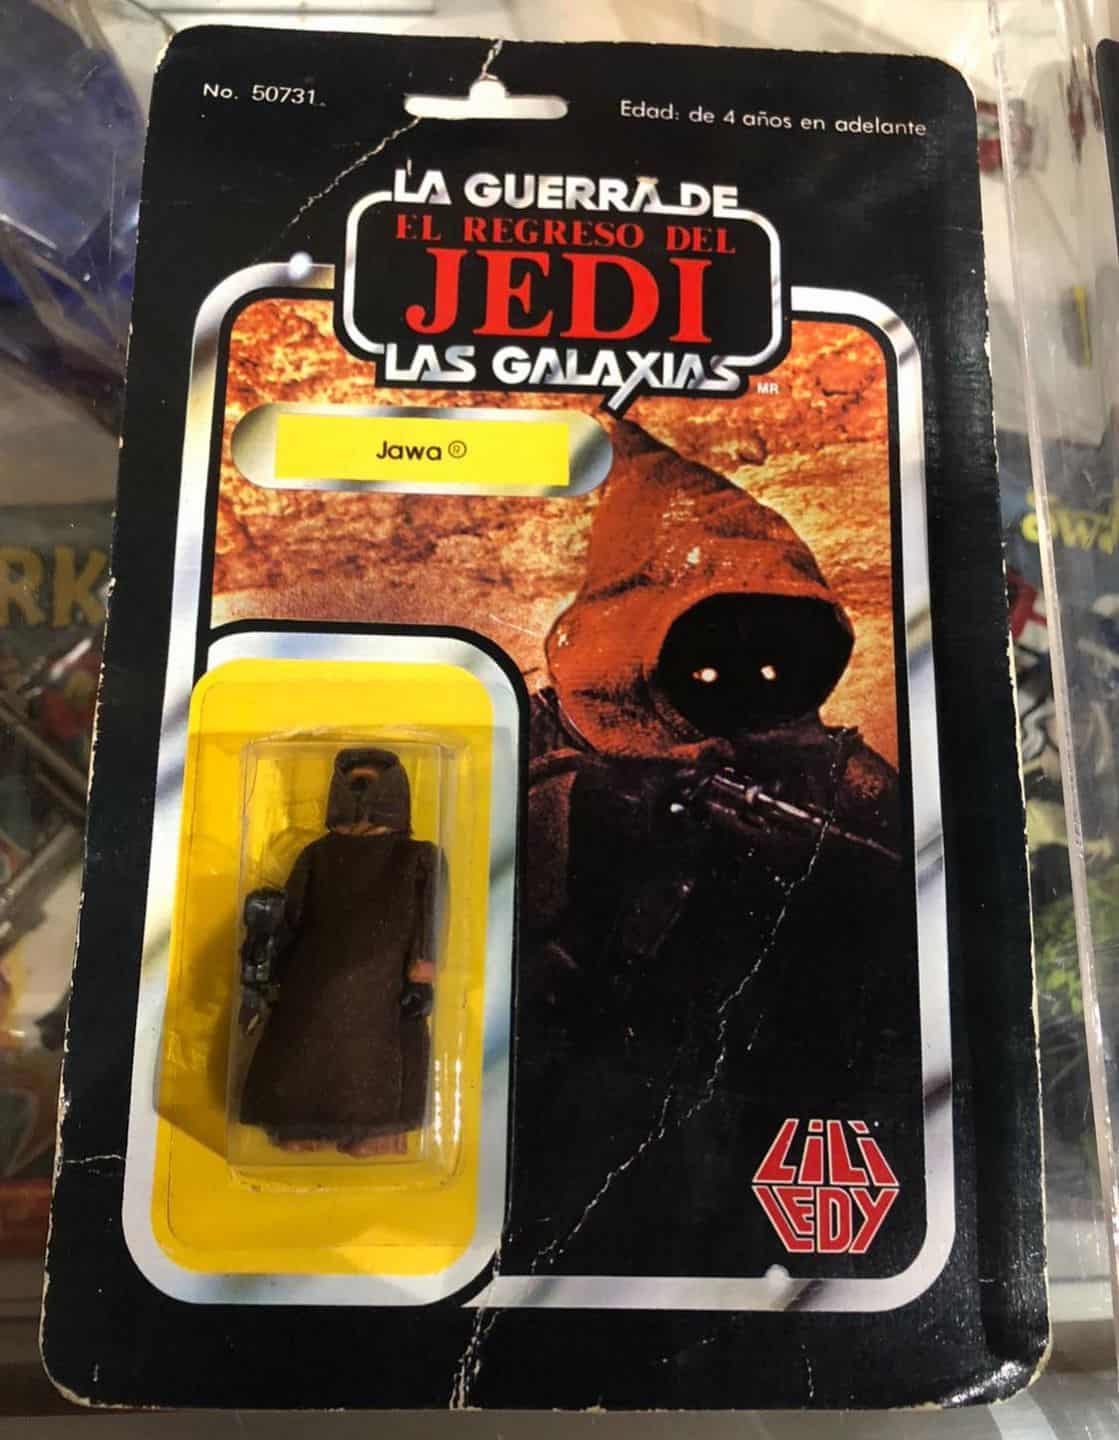 No. 50731.
Edad: de 4 años en adelante
LA GUERRA DE
EL REGRESO DEL
JEDI
LAS GALAXIAS
MR
Jawa ®
RK
LiLi
LEDY